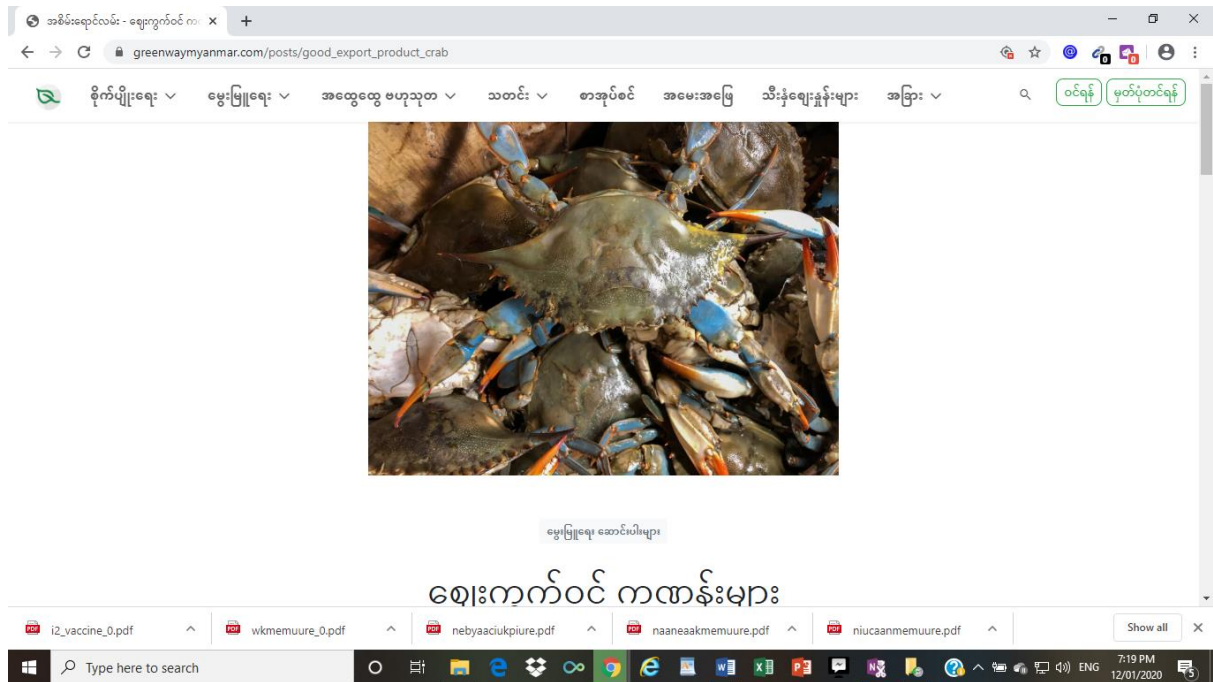 အစိမ်းရောင်လမ်း - ဈေးကွက်ဝင်
greenwaymyanmar.com/posts/good_export_product_crab
စိုက်ပျိုးရေး မွေးမြူရေး အထွေထွေ ဗဟုသုတ သတင်း စာအုပ်စင် အမေးအဖြေ သီးနှံဈေးနှုန်းများ အခြား ဝင်ရန် မှတ်ပုံတင်ရန်
မွေးမြူရေး ဆောင်းပါးများ
ဈေးကွက်ဝင် ကဏန်းများ
i2_vaccine_0.pdf wkmemuure_0.pdf nebyaaciukpiure.pdf naaneaakmemuure.pdf niucaanmemuure.pdf Show all
Type here to search ENG 7:19 PM
12/01/2020